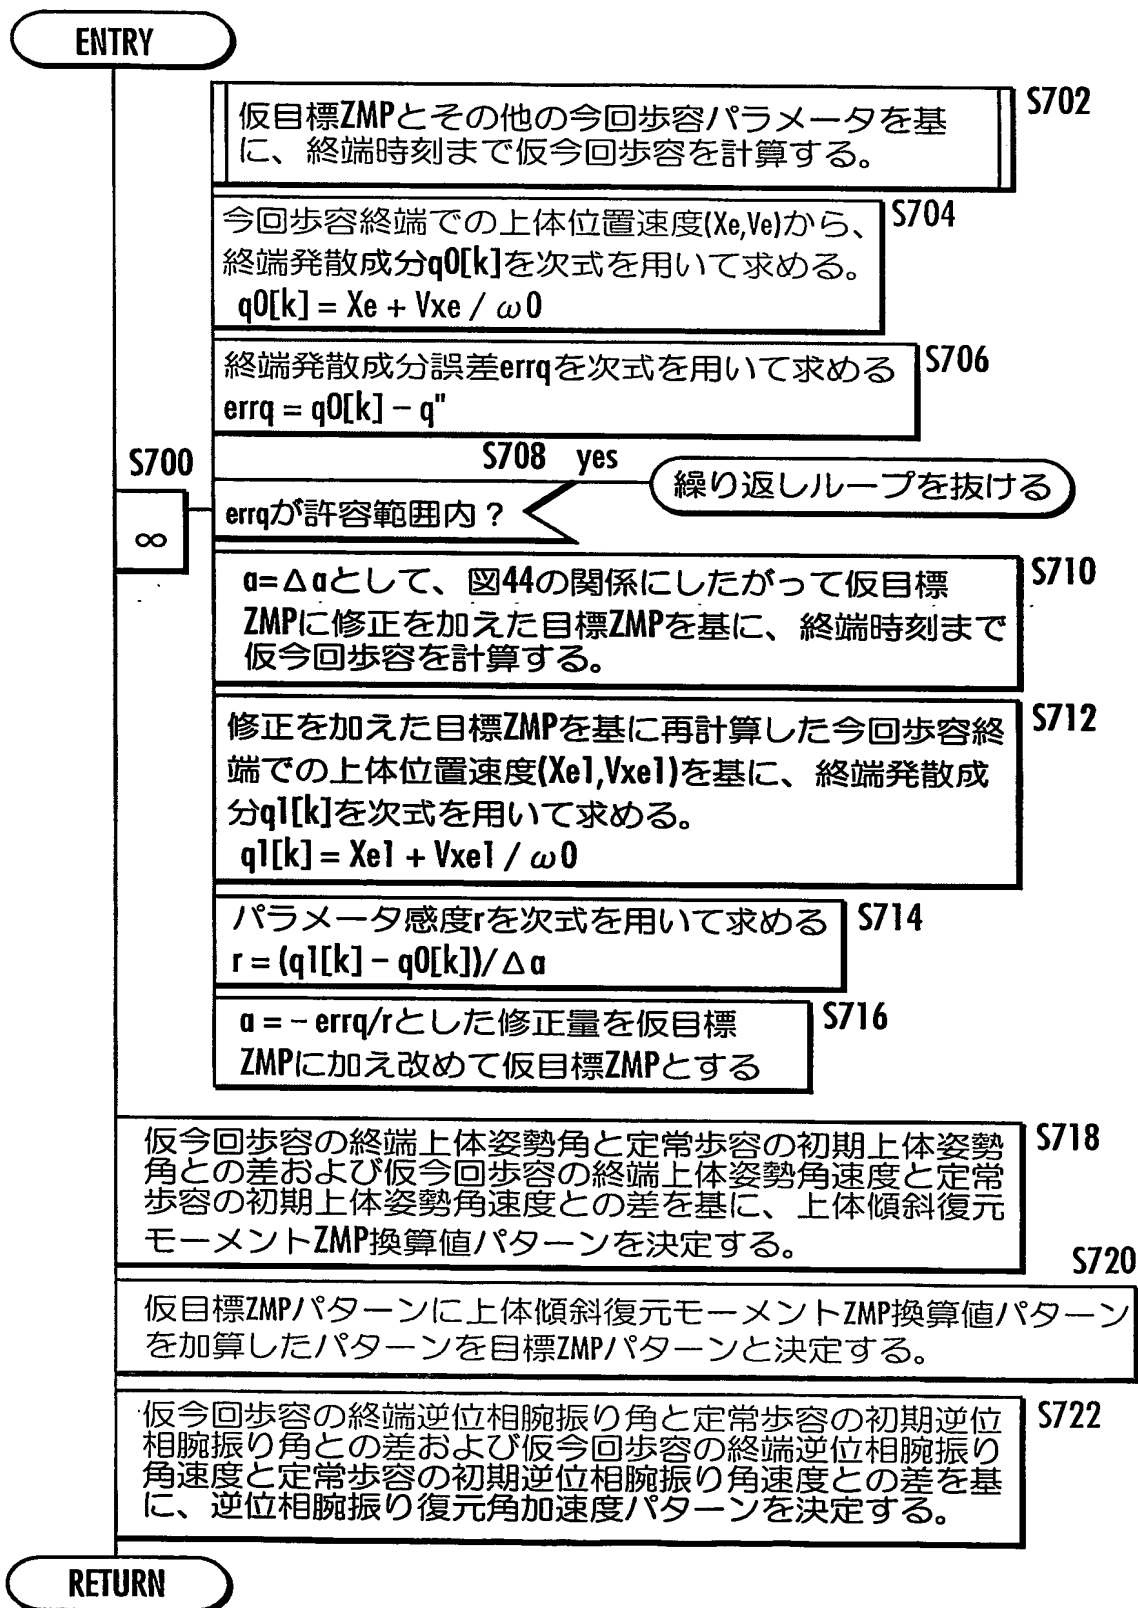 ENTRY
S702
仮目標ZMPとその他の今回歩容パラメータを基
に、終端時刻まで仮今回歩容を計算する。
S704
今回歩容終端での上体位置速度(Xe,Ve)から、
終端発散成分q0[k]を次式を用いて求める。
q0[k] = Xe + Vxe / ω0
S706
終端発散成分誤差errqを次式を用いて求める
errq = q0[k] − q"
S700
∞
S708 yes
繰り返しループを抜ける
errqが許容範囲内？
S710
a=Δaとして、図44の関係にしたがって仮目標
ZMPに修正を加えた目標ZMPを基に、終端時刻まで
仮今回歩容を計算する。
S712
修正を加えた目標ZMPを基に再計算した今回歩容終
端での上体位置速度(Xe1,Vxe1)を基に、終端発散成
分q1[k]を次式を用いて求める。
q1[k] = Xe1 + Vxe1 / ω0
S714
パラメータ感度rを次式を用いて求める
r = (q1[k] − q0[k])/Δa
S716
a = − errq/rとした修正量を仮目標
ZMPに加え改めて仮目標ZMPとする
S718
仮今回歩容の終端上体姿勢角と定常歩容の初期上体姿勢
角との差および仮今回歩容の終端上体姿勢角速度と定常
歩容の初期上体姿勢角速度との差を基に、上体傾斜復元
モーメントZMP換算値パターンを決定する。
S720
仮目標ZMPパターンに上体傾斜復元モーメントZMP換算値パターン
を加算したパターンを目標ZMPパターンと決定する。
S722
仮今回歩容の終端逆位相腕振り角と定常歩容の初期逆位
相腕振り角との差および仮今回歩容の終端逆位相腕振り
角速度と定常歩容の初期逆位相腕振り角速度との差を基
に、逆位相腕振り復元角加速度パターンを決定する。
RETURN